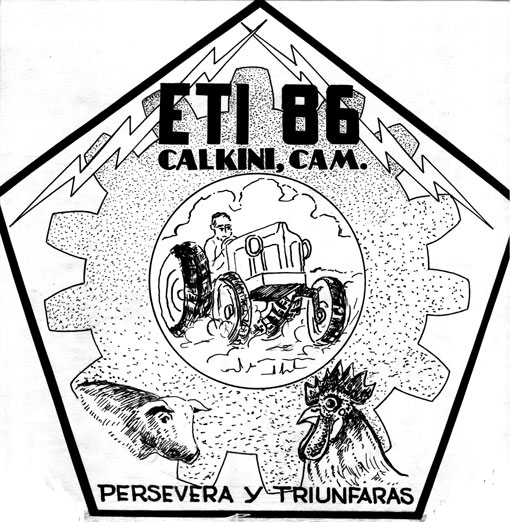 ETI 86
CALKINI, CAM.
PERSEVERA Y TRIUNFARAS